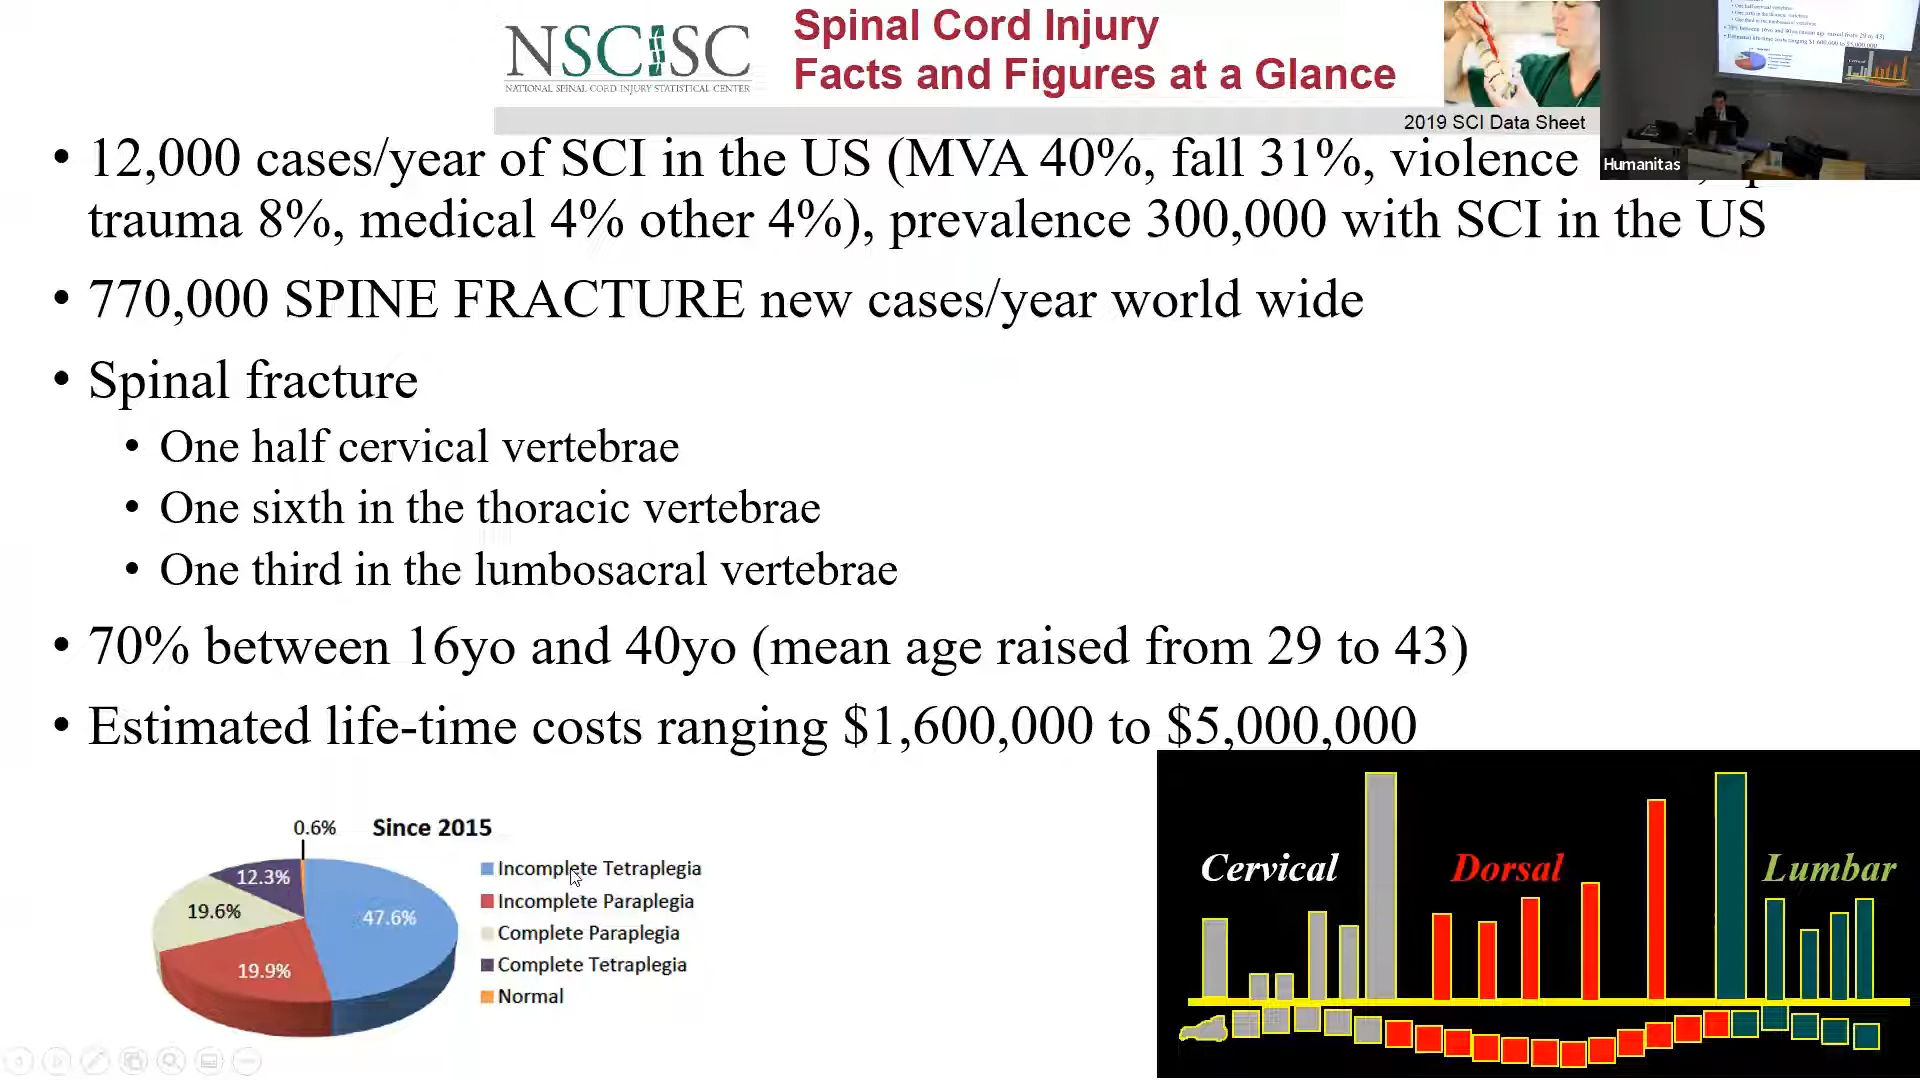 NSCISC
NATIONAL SPINAL CORD INJURY STATISTICAL CENTER
Spinal Cord Injury
Facts and Figures at a Glance
2019 SCI Data Sheet
Humanitas
• 12,000 cases/year of SCI in the US (MVA 40%, fall 31%, violence
trauma 8%, medical 4% other 4%), prevalence 300,000 with SCI in the US
• 770,000 SPINE FRACTURE new cases/year world wide
• Spinal fracture
• One half cervical vertebrae
• One sixth in the thoracic vertebrae
• One third in the lumbosacral vertebrae
• 70% between 16yo and 40yo (mean age raised from 29 to 43)
• Estimated life-time costs ranging $1,600,000 to $5,000,000
Since 2015
0.6%
12.3%
19.6%
47.6%
19.9%
Incomplete Tetraplegia
Incomplete Paraplegia
Complete Paraplegia
Complete Tetraplegia
Normal
Cervical
Dorsal
Lumbar